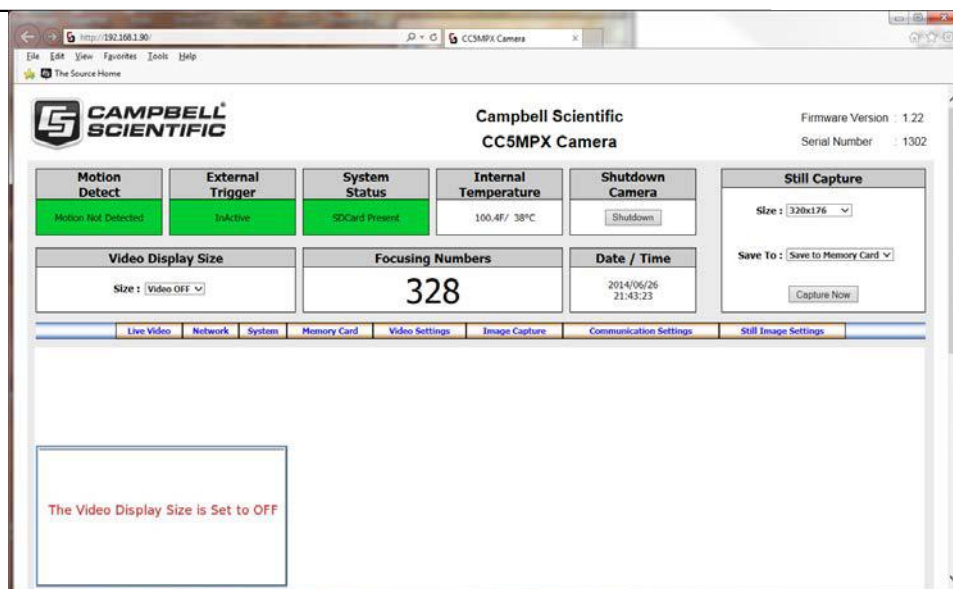 http://192.168.1.90/
CC5MPX Camera
File Edit View Favorites Tools Help
The Source Home
CAMPBELL SCIENTIFIC
Campbell Scientific
CC5MPX Camera
Firmware Version : 1.22
Serial Number : 1302
Motion Detect
Motion Not Detected
External Trigger
InActive
System Status
SDCard Present
Internal Temperature
100.4F/ 38ºC
Shutdown Camera
Shutdown
Still Capture
Size : 320x176
Save To : Save to Memory Card
Capture Now
Video Display Size
Size : Video OFF
Focusing Numbers
328
Date / Time
2014/06/26
21:43:23
Live Video Network System Memory Card Video Settings Image Capture Communication Settings Still Image Settings
The Video Display Size is Set to OFF